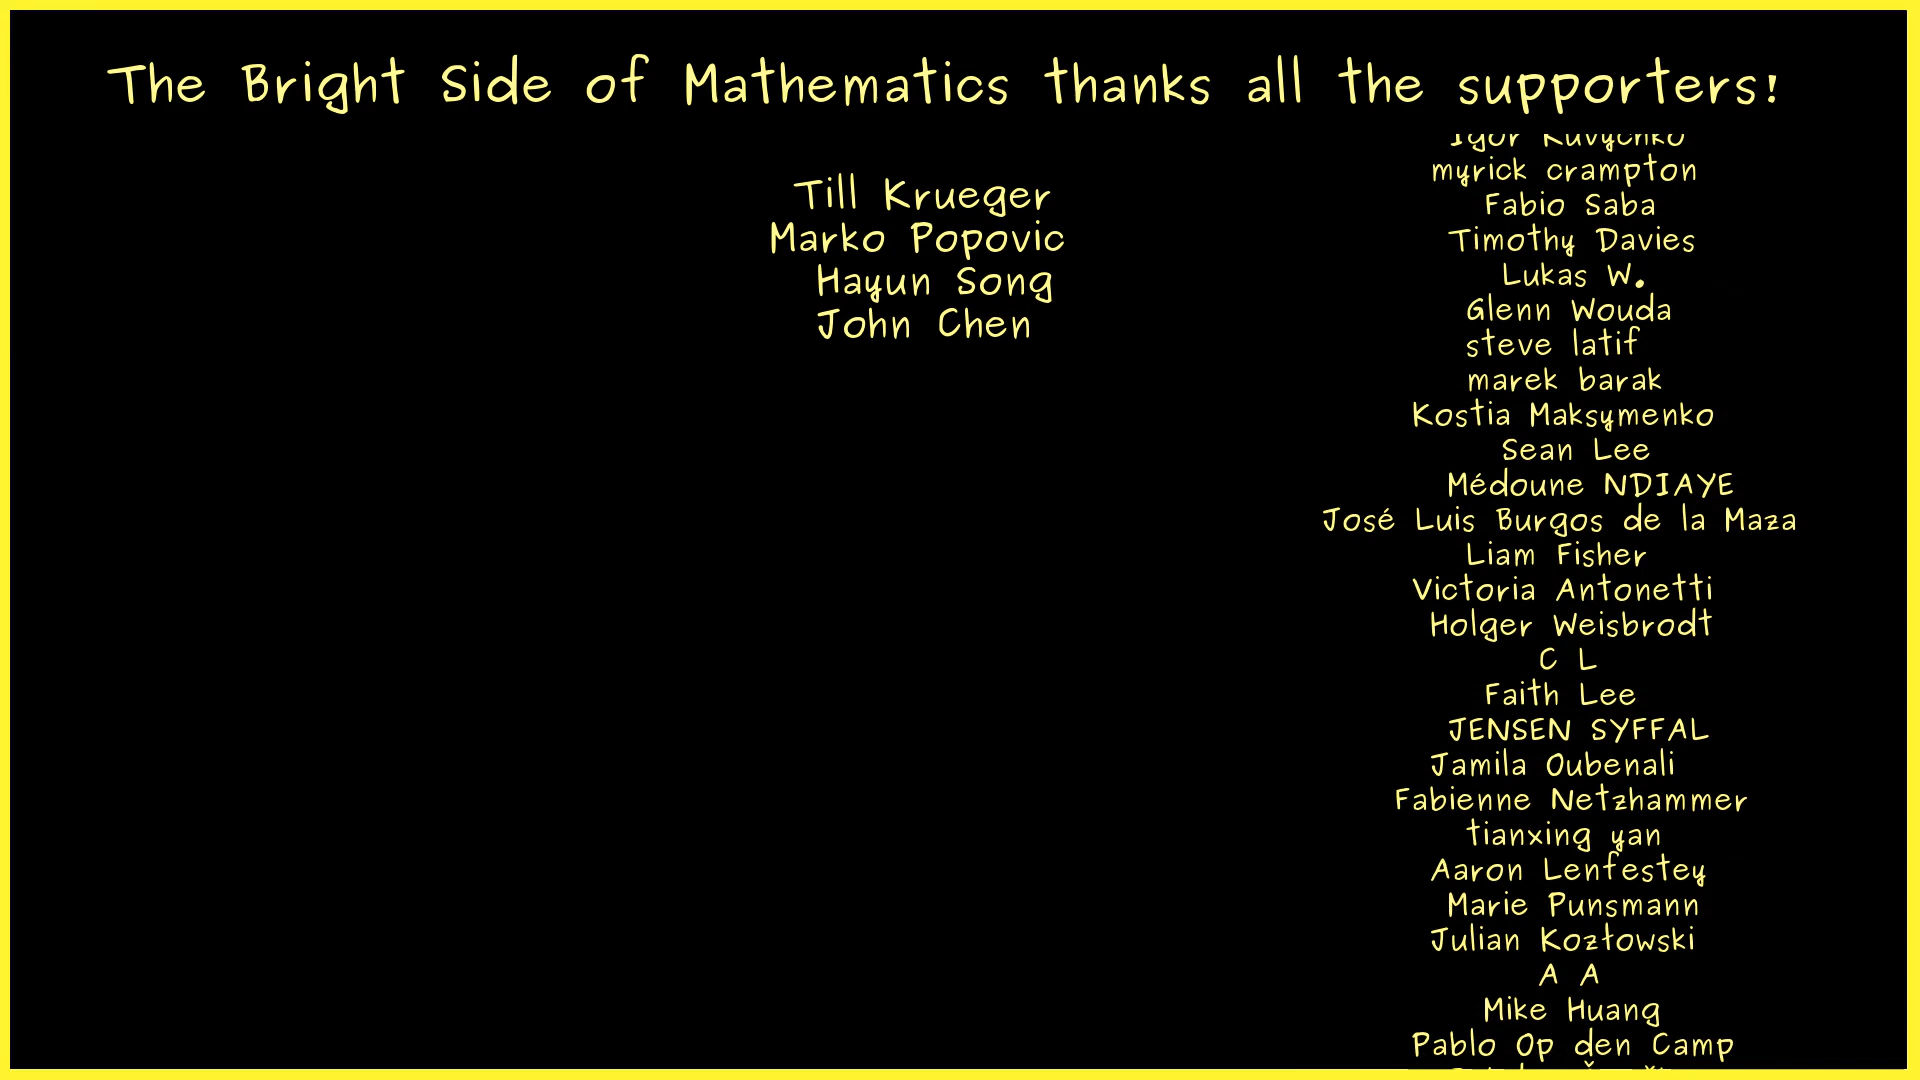 The Bright Side of Mathematics thanks all the supporters!
Till Krueger
Marko Popovic
Hayun Song
John Chen
Igor Kuvychko
myrick crampton
Fabio Saba
Timothy Davies
Lukas W.
Glenn Wouda
steve latif
marek barak
Kostia Maksymenko
Sean Lee
Médoune NDIAYE
José Luis Burgos de la Maza
Liam Fisher
Victoria Antonetti
Holger Weisbrodt
C L
Faith Lee
JENSEN SYFFAL
Jamila Oubenali
Fabienne Netzhammer
tianxing yan
Aaron Lenfestey
Marie Punsmann
Julian Kozłowski
A A
Mike Huang
Pablo Op den Camp